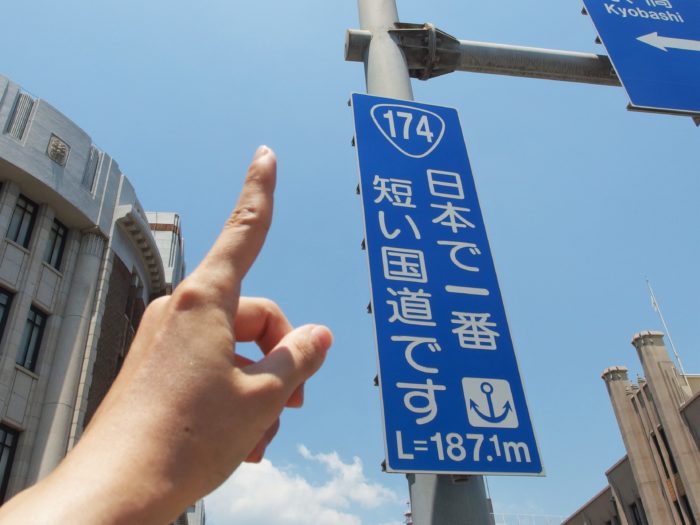 Kyobashi
174
日本で一番
短い国道です
L=187.1m